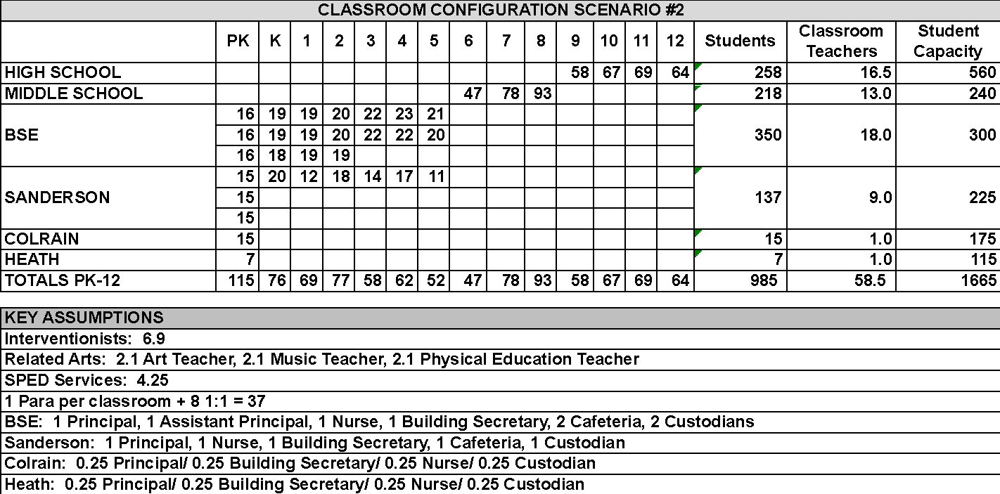 CLASSROOM CONFIGURATION SCENARIO #2
PK K 1 2 3 4 5 6 7 8 9 10 11 12 Students Classroom Teachers Student Capacity
HIGH SCHOOL 58 67 69 64 258 16.5 560
MIDDLE SCHOOL 47 78 93 218 13.0 240
16 19 19 20 22 23 21
BSE 16 19 19 20 22 22 20 350 18.0 300
16 18 19 19
15 20 12 18 14 17 11
SANDERSON 15 137 9.0 225
15
COLRAIN 15 15 1.0 175
HEATH 7 7 1.0 115
TOTALS PK-12 115 76 69 77 58 62 52 47 78 93 58 67 69 64 985 58.5 1665
KEY ASSUMPTIONS
Interventionists: 6.9
Related Arts: 2.1 Art Teacher, 2.1 Music Teacher, 2.1 Physical Education Teacher
SPED Services: 4.25
1 Para per classroom + 8 1:1 = 37
BSE: 1 Principal, 1 Assistant Principal, 1 Nurse, 1 Building Secretary, 2 Cafeteria, 2 Custodians
Sanderson: 1 Principal, 1 Nurse, 1 Building Secretary, 1 Cafeteria, 1 Custodian
Colrain: 0.25 Principal/ 0.25 Building Secretary/ 0.25 Nurse/ 0.25 Custodian
Heath: 0.25 Principal/ 0.25 Building Secretary/ 0.25 Nurse/ 0.25 Custodian